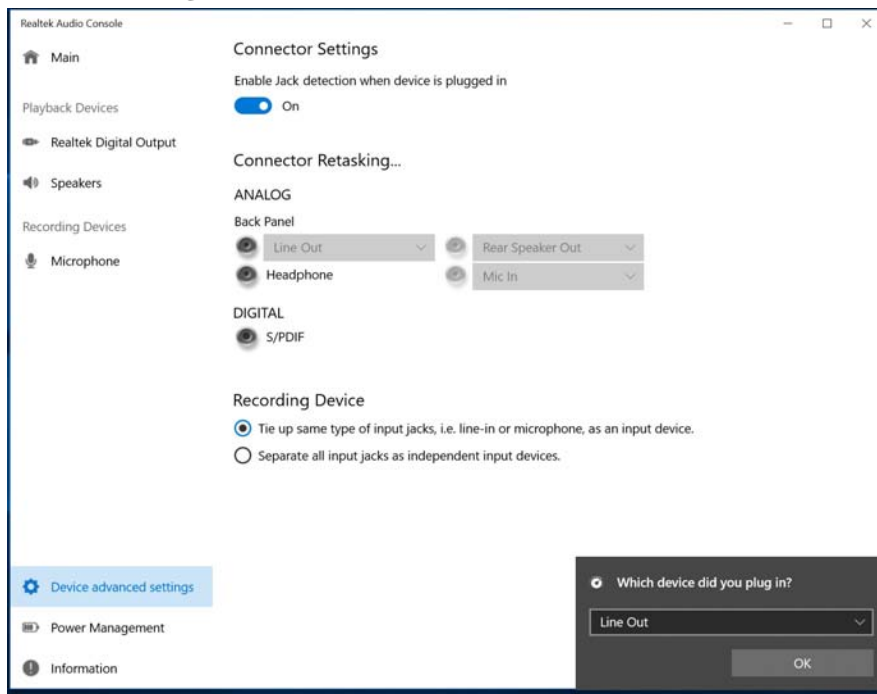 Realtek Audio Console
Main
Playback Devices
Realtek Digital Output
Speakers
Recording Devices
Microphone
Device advanced settings
Power Management
Information
Connector Settings
Enable Jack detection when device is plugged in
On
Connector Retasking...
ANALOG
Back Panel
Line Out
Rear Speaker Out
Headphone
Mic In
DIGITAL
S/PDIF
Recording Device
Tie up same type of input jacks, i.e. line-in or microphone, as an input device.
Separate all input jacks as independent input devices.
Which device did you plug in?
Line Out
OK